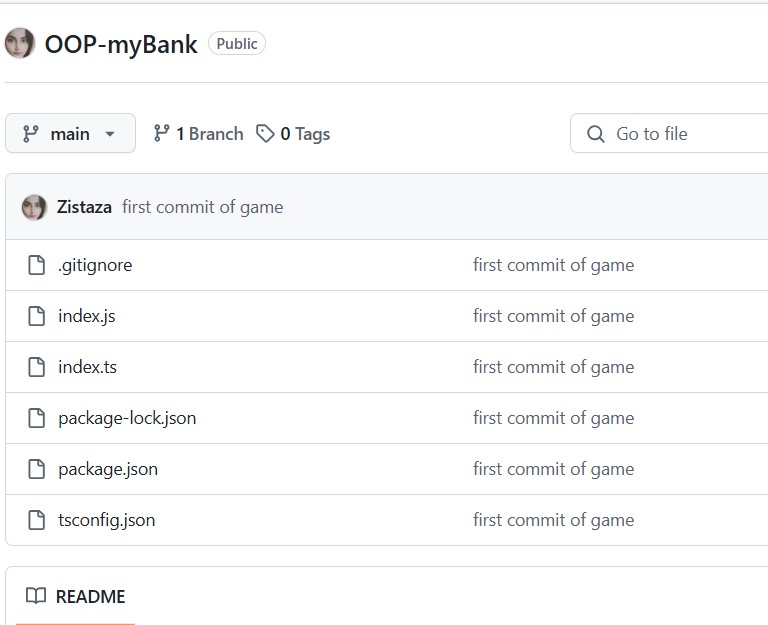 OOP-myBank Public
main 1 Branch 0 Tags Go to file
Zistaza first commit of game
.gitignore first commit of game
index.js first commit of game
index.ts first commit of game
package-lock.json first commit of game
package.json first commit of game
tsconfig.json first commit of game
README